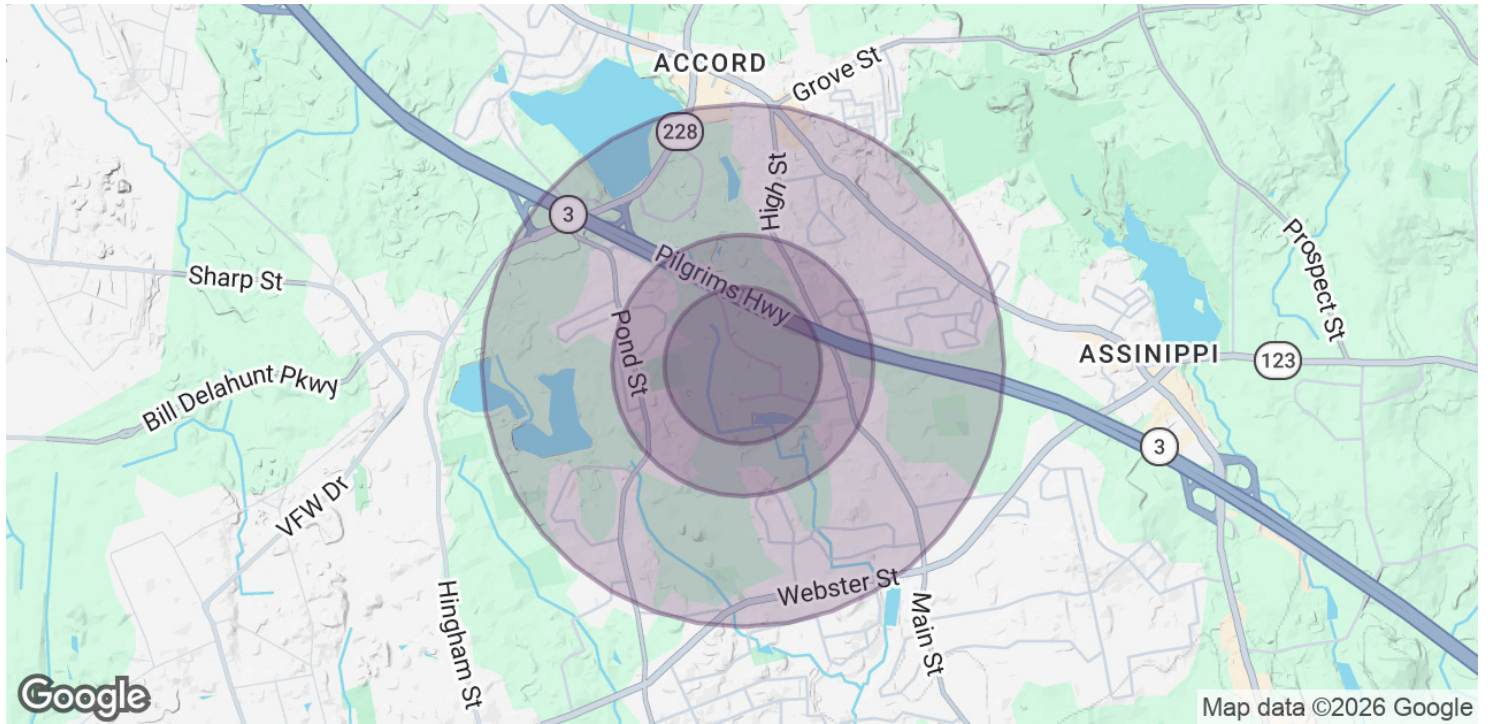 ACCORD
Grove St
228
High St
3
Pilgrims Hwy
Prospect St
Sharp St
Pond St
ASSINIPPI
123
Bill Delahunt Pkwy
3
VFW Dr
Webster St
Hingham St
Main St
Google
Map data ©2026 Google